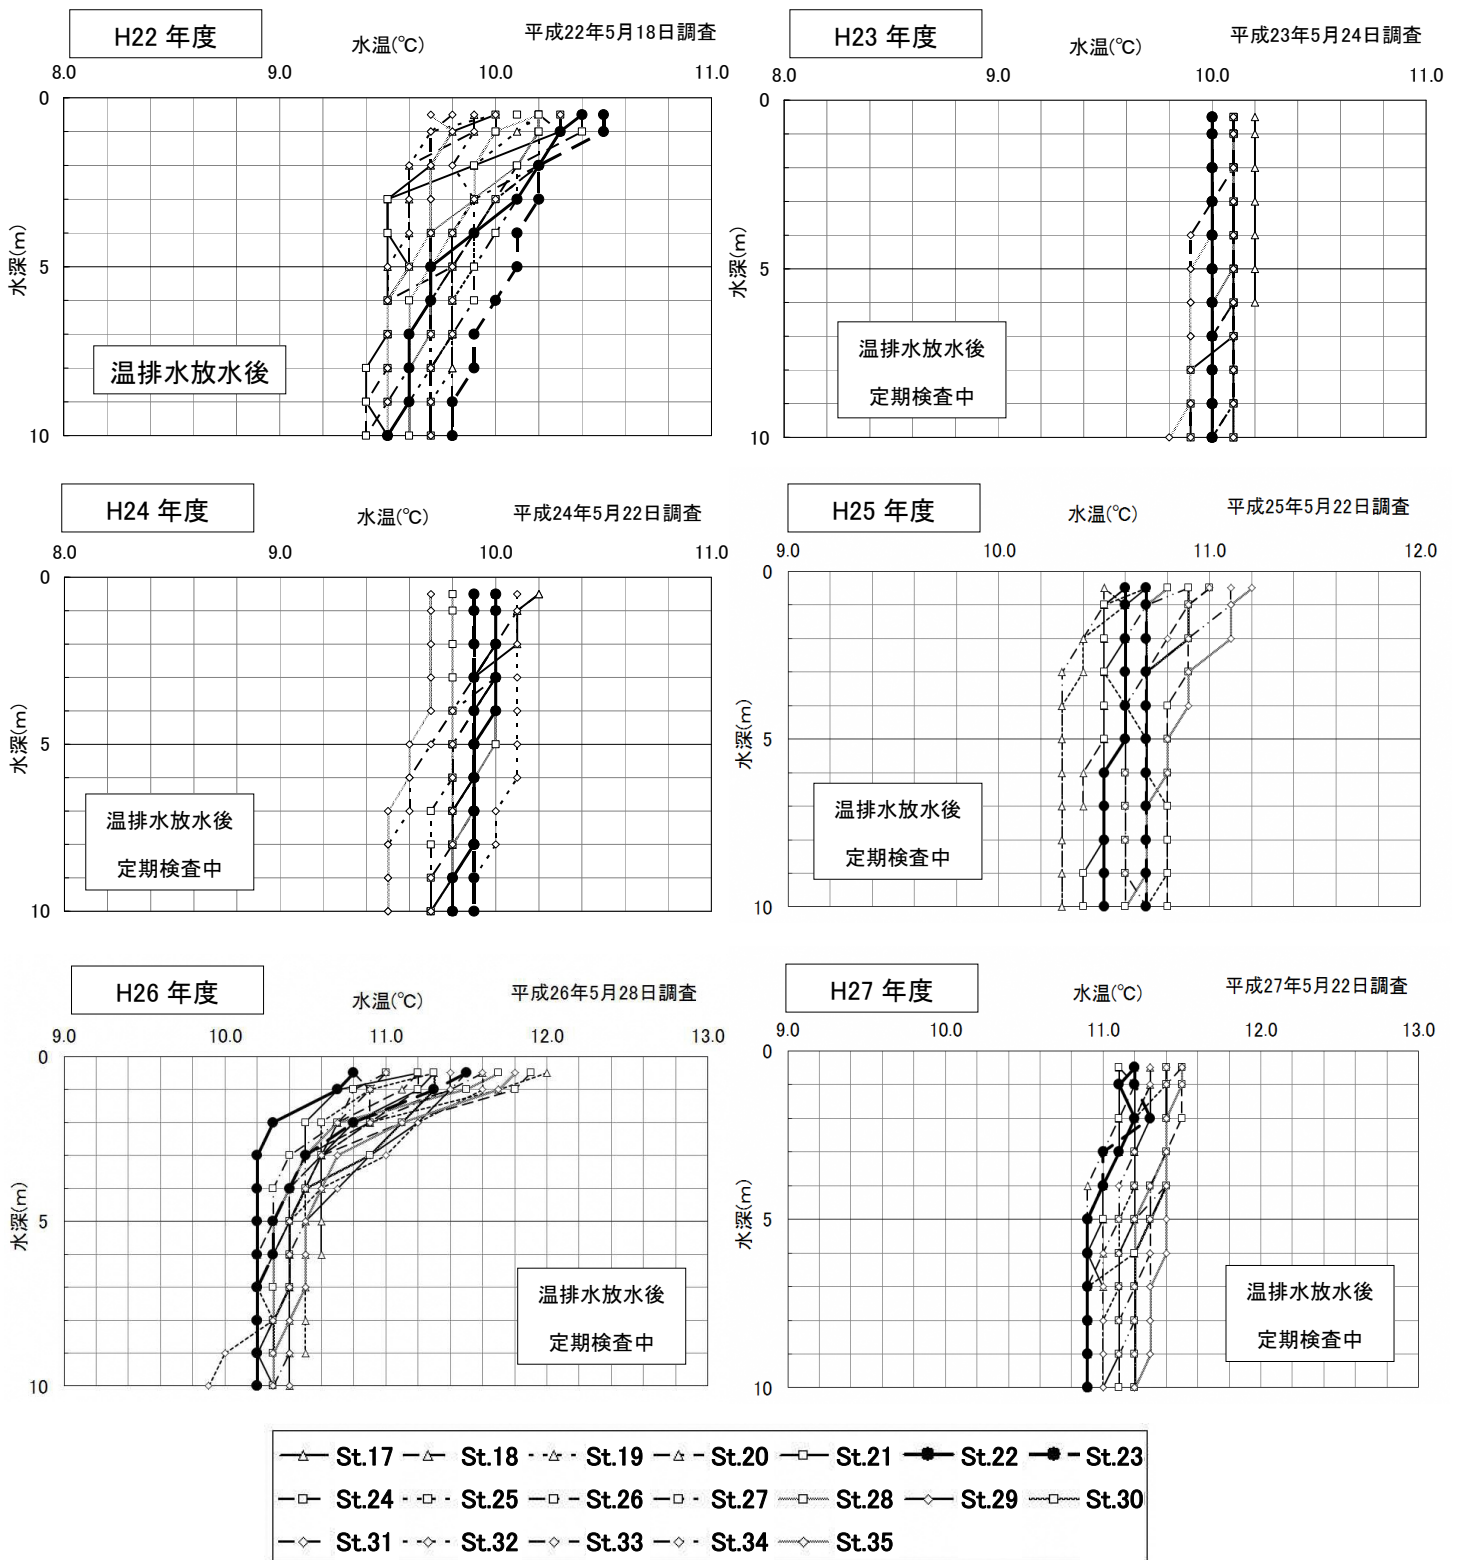 H22 年度
水温(℃)
平成22年5月18日調査
8.0 9.0 10.0 11.0
0
5
10
水深(m)
温排水放水後
H23 年度
水温(℃)
平成23年5月24日調査
8.0 9.0 10.0 11.0
0
5
10
水深(m)
温排水放水後
定期検査中
H24 年度
水温(℃)
平成24年5月22日調査
8.0 9.0 10.0 11.0
0
5
10
水深(m)
温排水放水後
定期検査中
H25 年度
水温(℃)
平成25年5月22日調査
9.0 10.0 11.0 12.0
0
5
10
水深(m)
温排水放水後
定期検査中
H26 年度
水温(℃)
平成26年5月28日調査
9.0 10.0 11.0 12.0 13.0
0
5
10
水深(m)
温排水放水後
定期検査中
H27 年度
水温(℃)
平成27年5月22日調査
9.0 10.0 11.0 12.0 13.0
0
5
10
水深(m)
温排水放水後
定期検査中
St.17 St.18 St.19 St.20 St.21 St.22 St.23
St.24 St.25 St.26 St.27 St.28 St.29 St.30
St.31 St.32 St.33 St.34 St.35